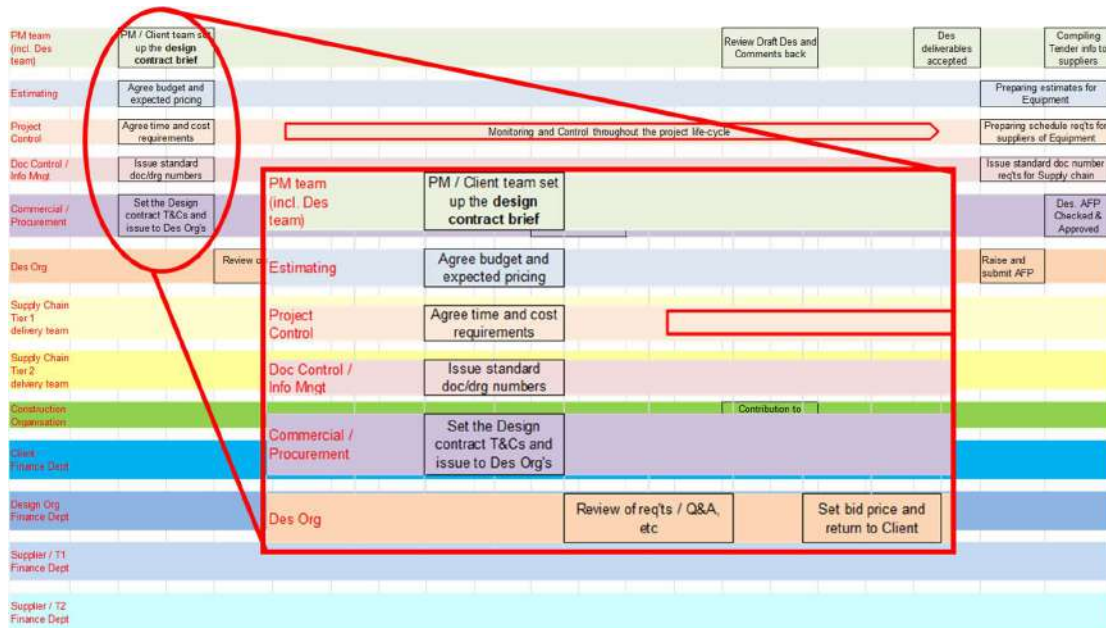 PM team
(incl. Des
team)
PM / Client team set
up the design
contract brief
Review Draft Des and
Comments back
Des
deliverables
accepted
Compiling
Tender info to
suppliers
Estimating
Agree budget and
expected pricing
Preparing estimates for
Equipment
Project
Control
Agree time and cost
requirements
Monitoring and Control throughout the project life-cycle
Preparing schedule req'ts for
suppliers of Equipment
Doc Control /
Info Mngt
Issue standard
doc/drg numbers
Issue standard doc number
req'ts for Supply chain
Commercial /
Procurement
Set the Design
contract T&Cs and
issue to Des Org's
Des. AFP
Checked &
Approved
Des Org
Review o
Raise and
submit AFP
Supply Chain
Tier 1
delivery team
Supply Chain
Tier 2
delivery team
Construction
Organisation
Contribution to
Client
Finance Dept
Design Org
Finance Dept
Supplier / T1
Finance Dept
Supplier / T2
Finance Dept
PM team
(incl. Des
team)
PM / Client team set
up the design
contract brief
Estimating
Agree budget and
expected pricing
Project
Control
Agree time and cost
requirements
Doc Control /
Info Mngt
Issue standard
doc/drg numbers
Commercial /
Procurement
Set the Design
contract T&Cs and
issue to Des Org's
Des Org
Review of req'ts / Q&A,
etc
Set bid price and
return to Client